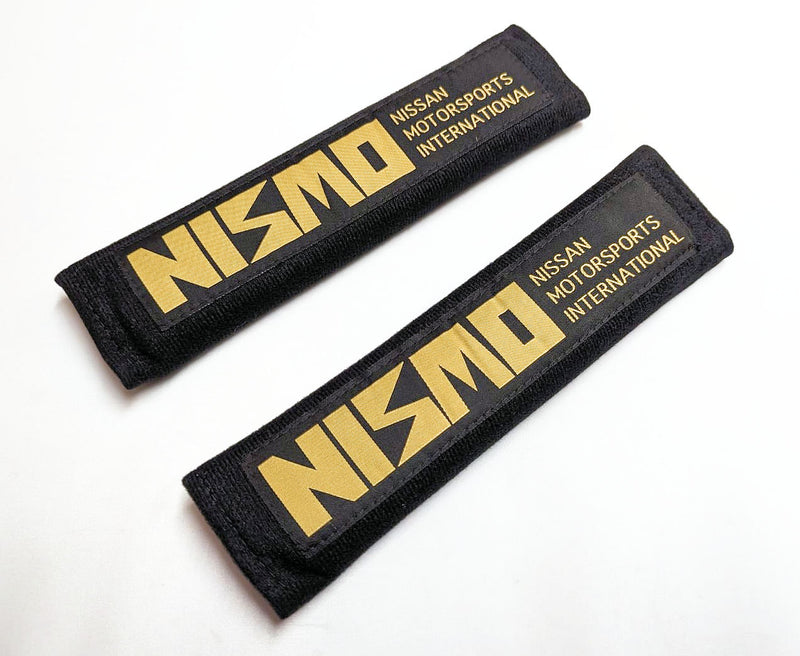 NISMO
NISSAN
MOTORSPORTS
INTERNATIONAL
NISMO
NISSAN
MOTORSPORTS
INTERNATIONAL